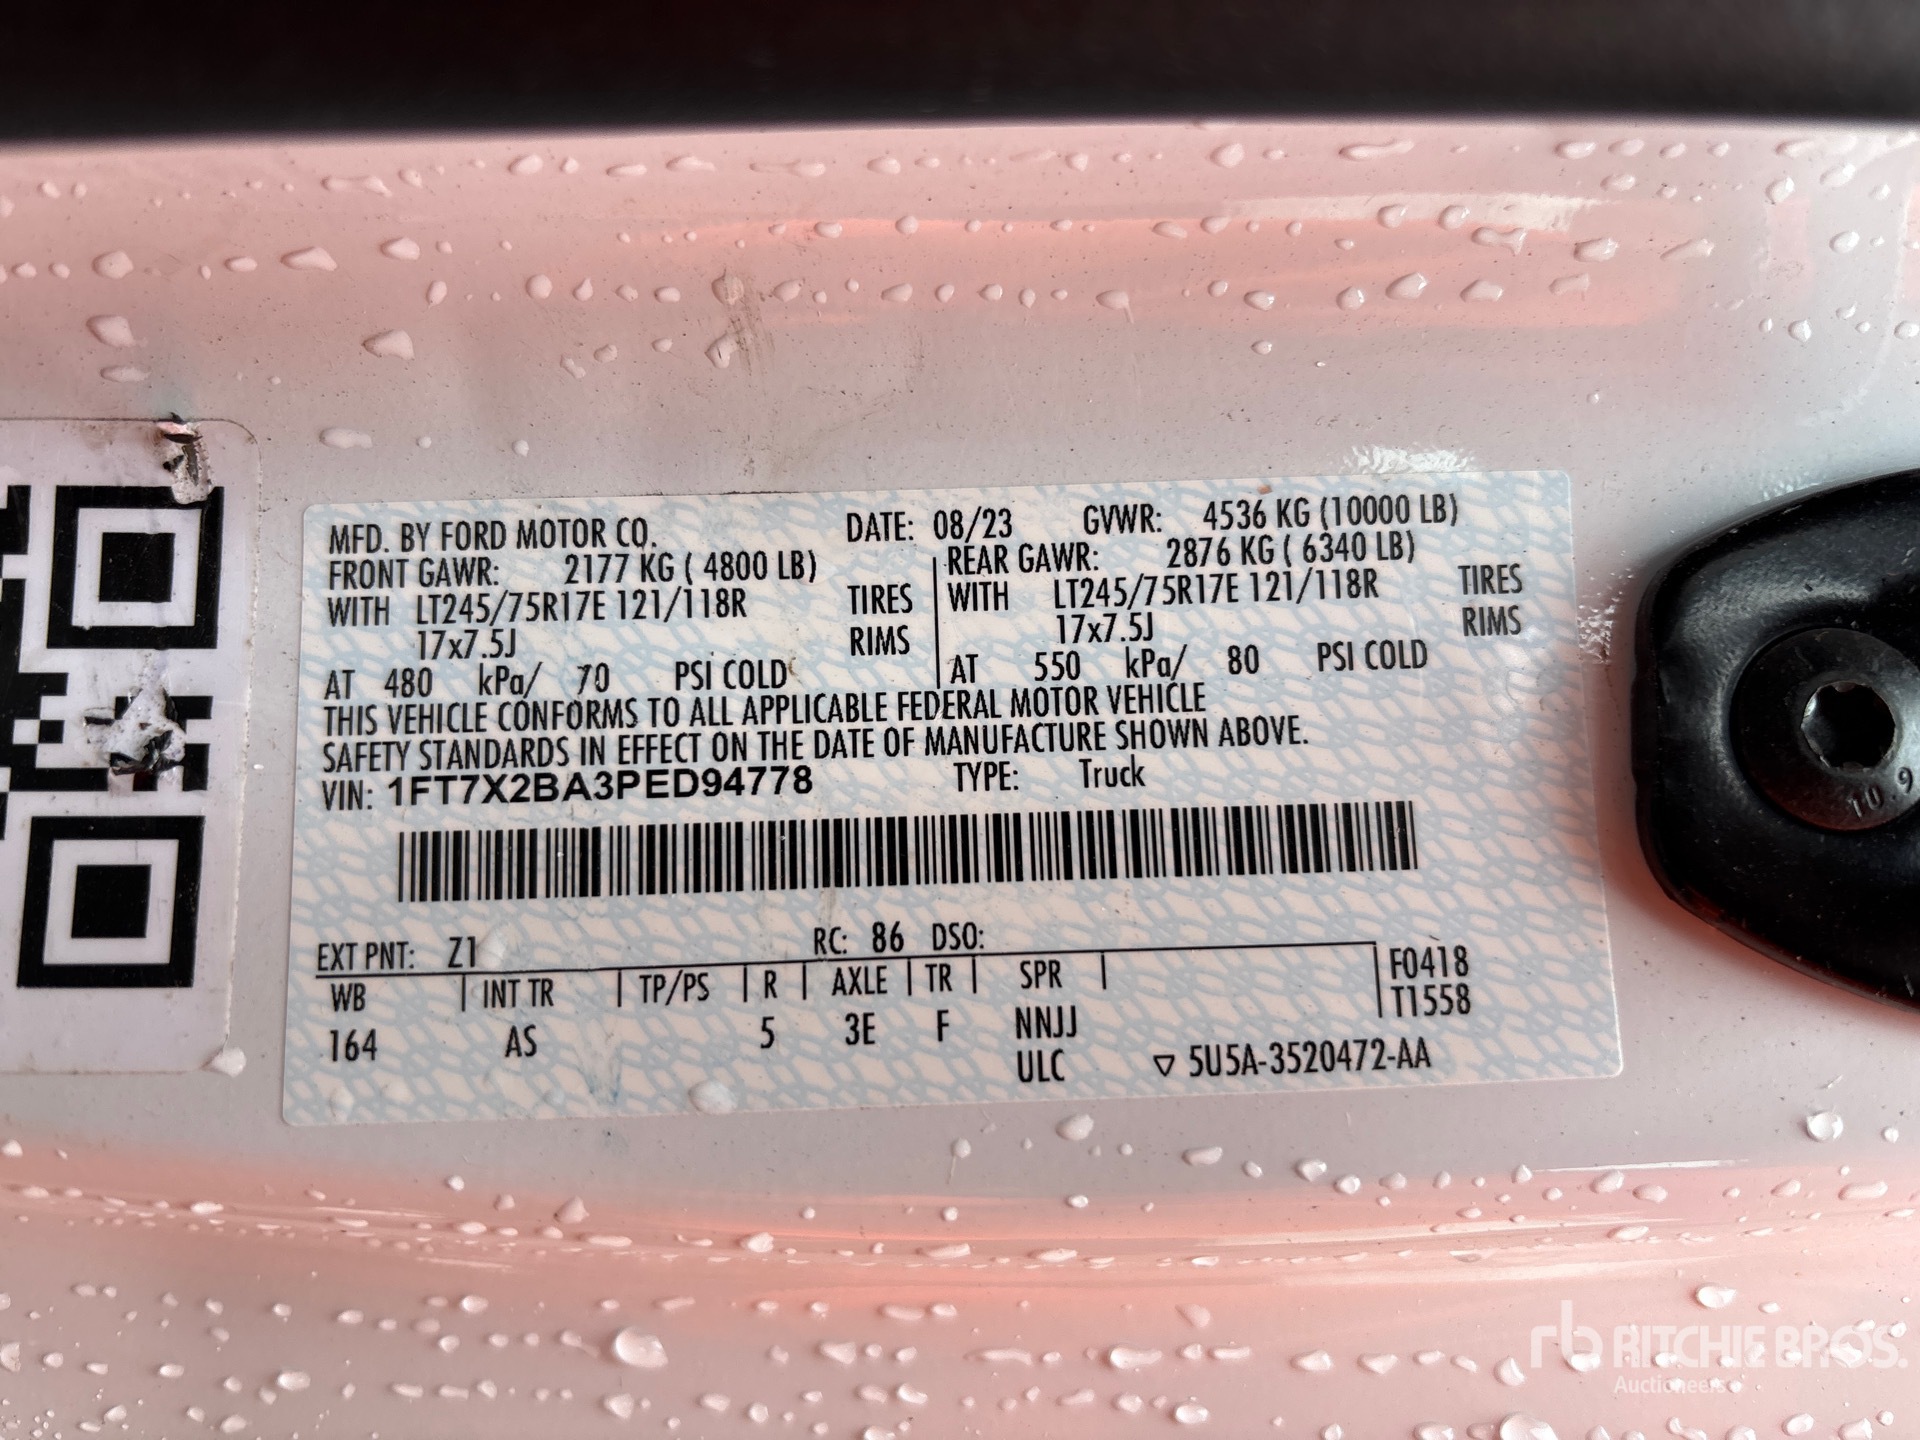 MFD. BY FORD MOTOR CO. DATE: 08/23 GVWR: 4536 KG (10000 LB)
FRONT GAWR: 2177 KG ( 4800 LB) REAR GAWR: 2876 KG ( 6340 LB)
WITH LT245/75R17E 121/118R TIRES WITH LT245/75R17E 121/118R TIRES
17x7.5J RIMS 17x7.5J RIMS
AT 480 kPa/ 70 PSI COLD AT 550 kPa/ 80 PSI COLD
THIS VEHICLE CONFORMS TO ALL APPLICABLE FEDERAL MOTOR VEHICLE
SAFETY STANDARDS IN EFFECT ON THE DATE OF MANUFACTURE SHOWN ABOVE.
VIN: 1FT7X2BA3PED94778 TYPE: Truck
EXT PNT: Z1 RC: 86 DSO:
WB INT TR TP/PS R AXLE TR SPR F0418
T1558
164 AS 5 3E F NNJJ
ULC ▽ 5U5A-3520472-AA
10.9
rb RITCHIE BROS.
Auctioneers